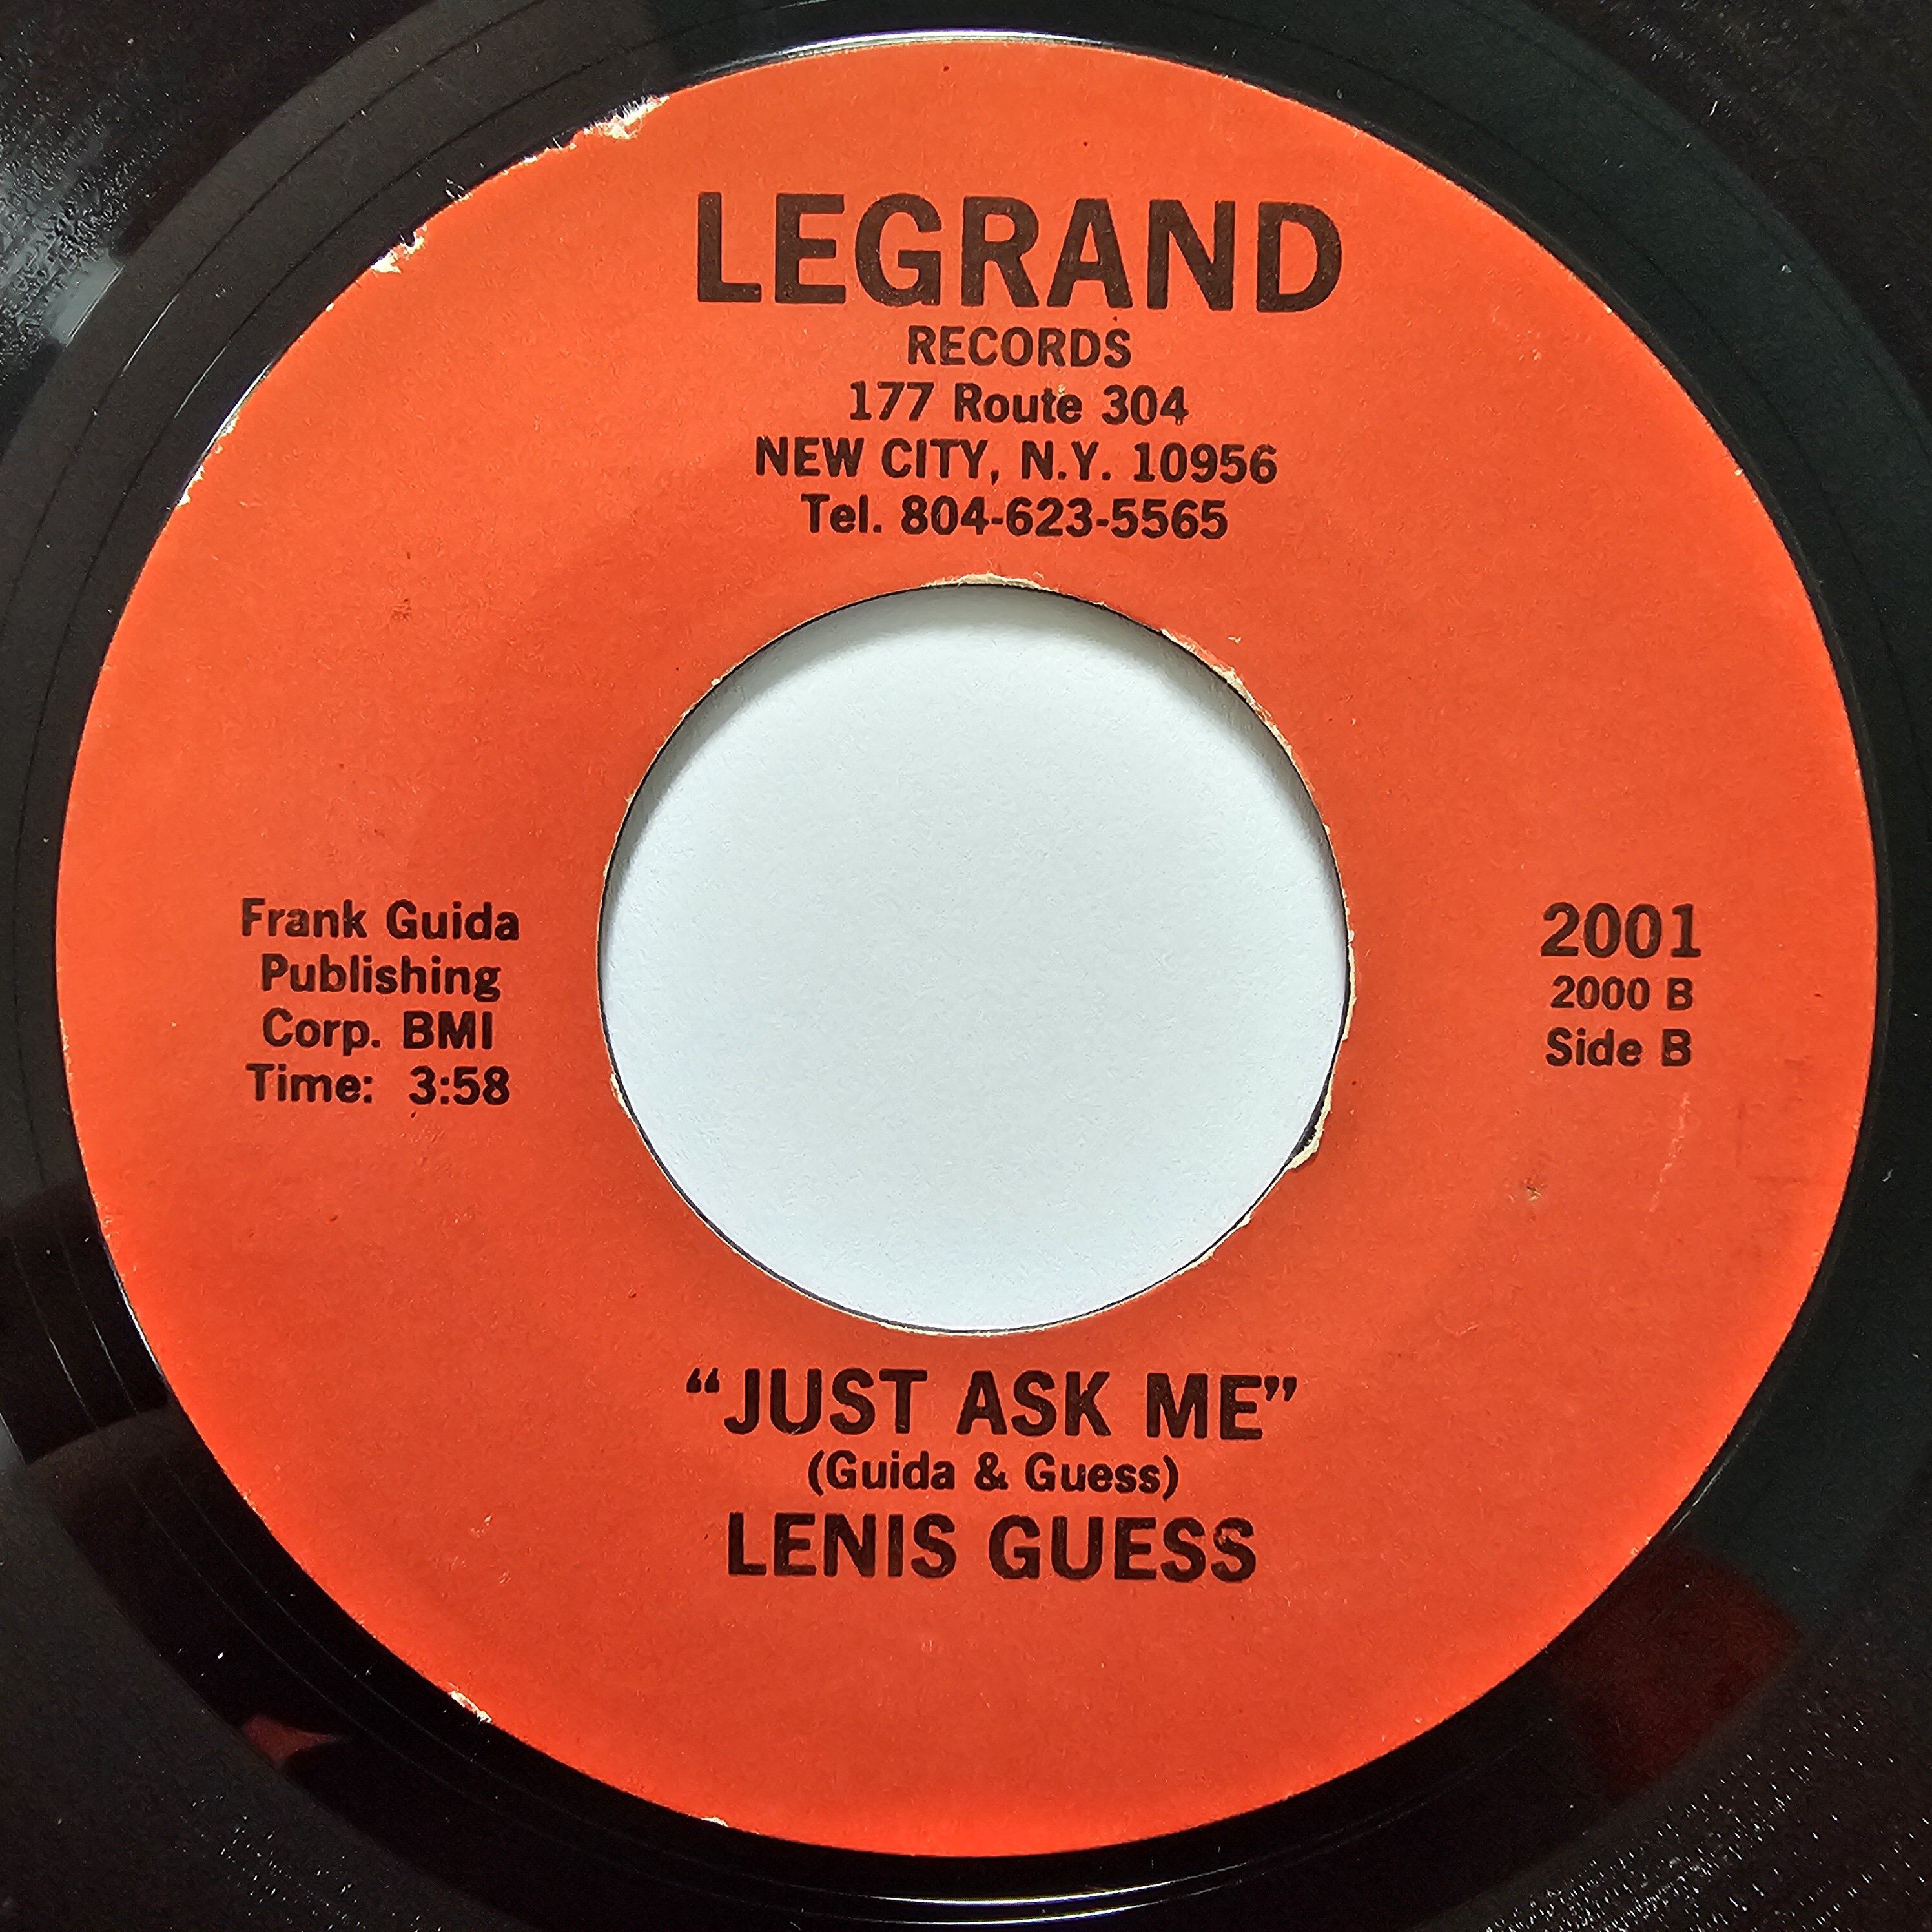 LEGRAND
RECORDS
177 Route 304
NEW CITY, N.Y. 10956
Tel. 804-623-5565
Frank Guida
Publishing
Corp. BMI
Time: 3:58
2001
2000 B
Side B
“JUST ASK ME”
(Guida & Guess)
LENIS GUESS